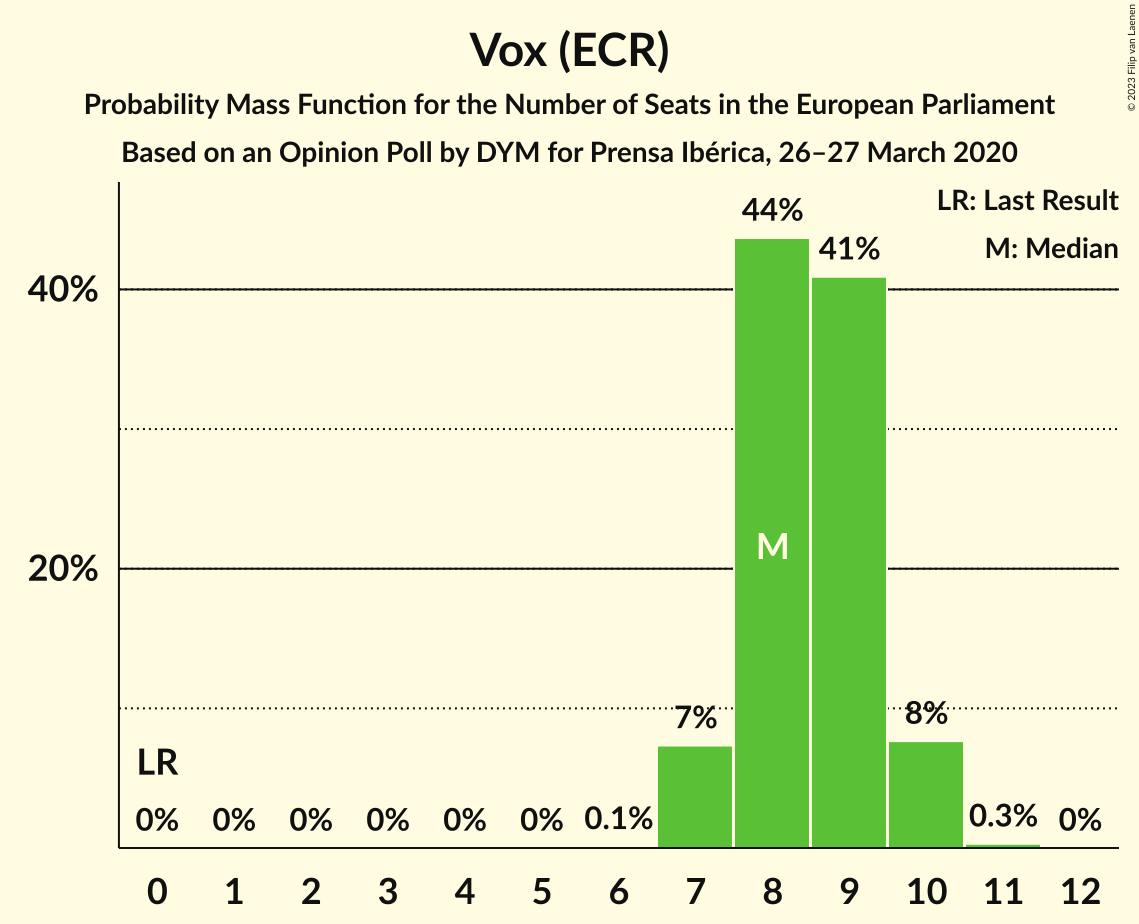 Vox (ECR)
Probability Mass Function for the Number of Seats in the European Parliament
Based on an Opinion Poll by DYM for Prensa Ibérica, 26–27 March 2020
© 2023 Filip van Laenen
LR: Last Result
M: Median
44%
41%
40%
M
20%
7%
8%
LR
0% 0% 0% 0% 0% 0% 0.1% 0.3% 0%
0 1 2 3 4 5 6 7 8 9 10 11 12